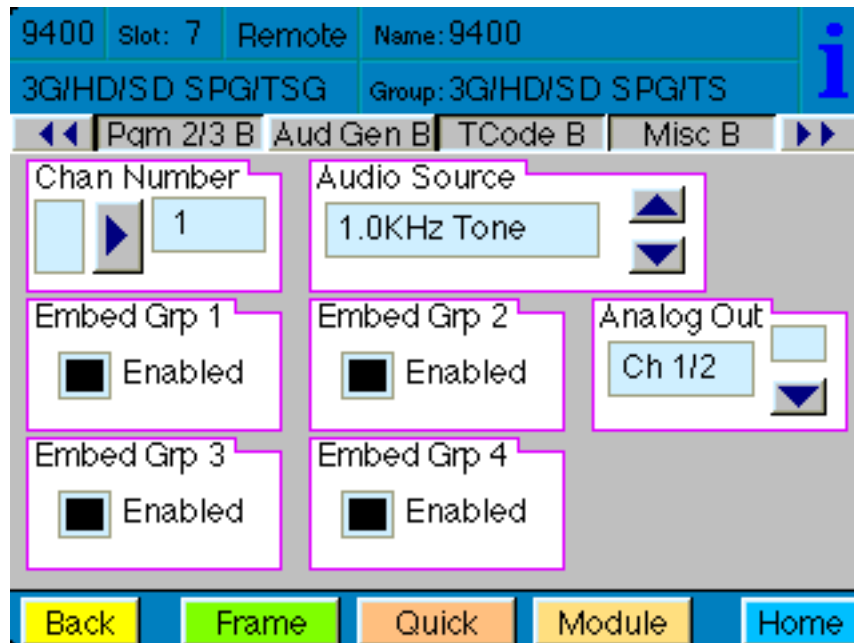 9400 Slot: 7 Remote Name: 9400
3G/HD/SD SPG/TSG Group: 3G/HD/SD SPG/TS
Pgm 2/3 B Aud Gen B TCode B Misc B
Chan Number Audio Source
1 1.0KHz Tone
Embed Grp 1 Embed Grp 2 Analog Out
Enabled Enabled Ch 1/2
Embed Grp 3 Embed Grp 4
Enabled Enabled
Back Frame Quick Module Home